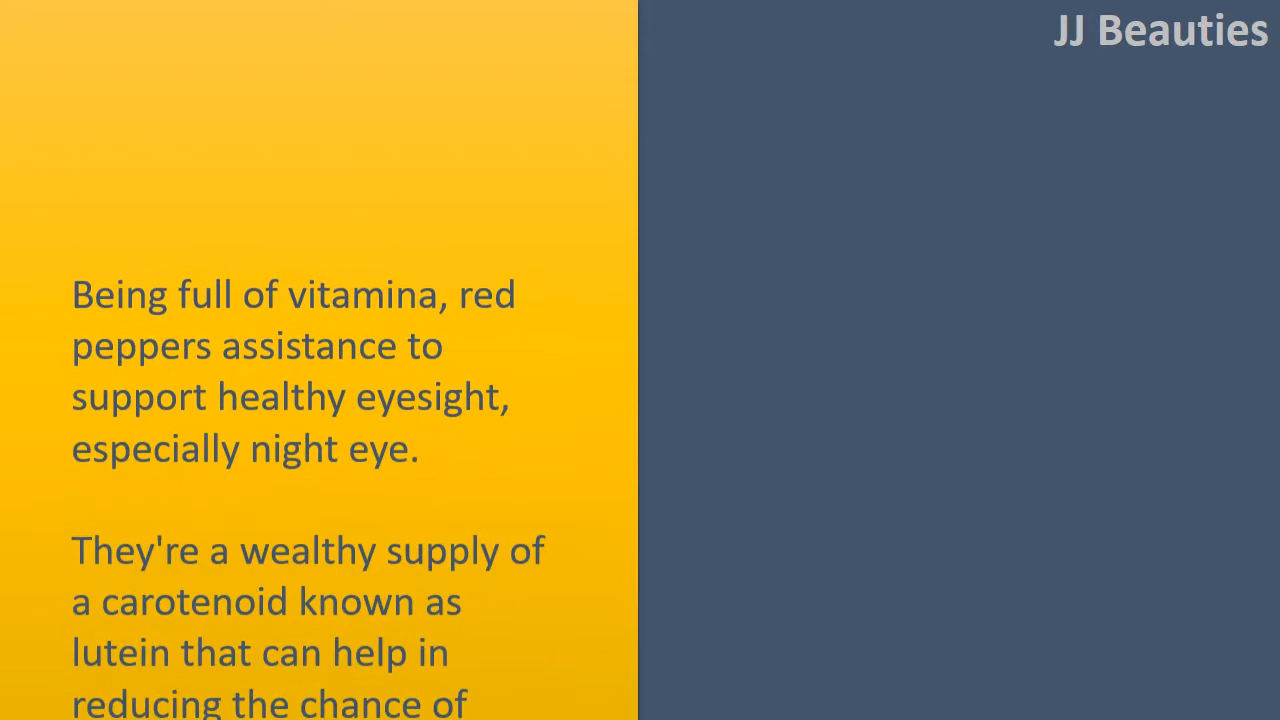 JJ Beauties
Being full of vitamina, red
peppers assistance to
support healthy eyesight,
especially night eye.
They're a wealthy supply of
a carotenoid known as
lutein that can help in
reducing the chance of